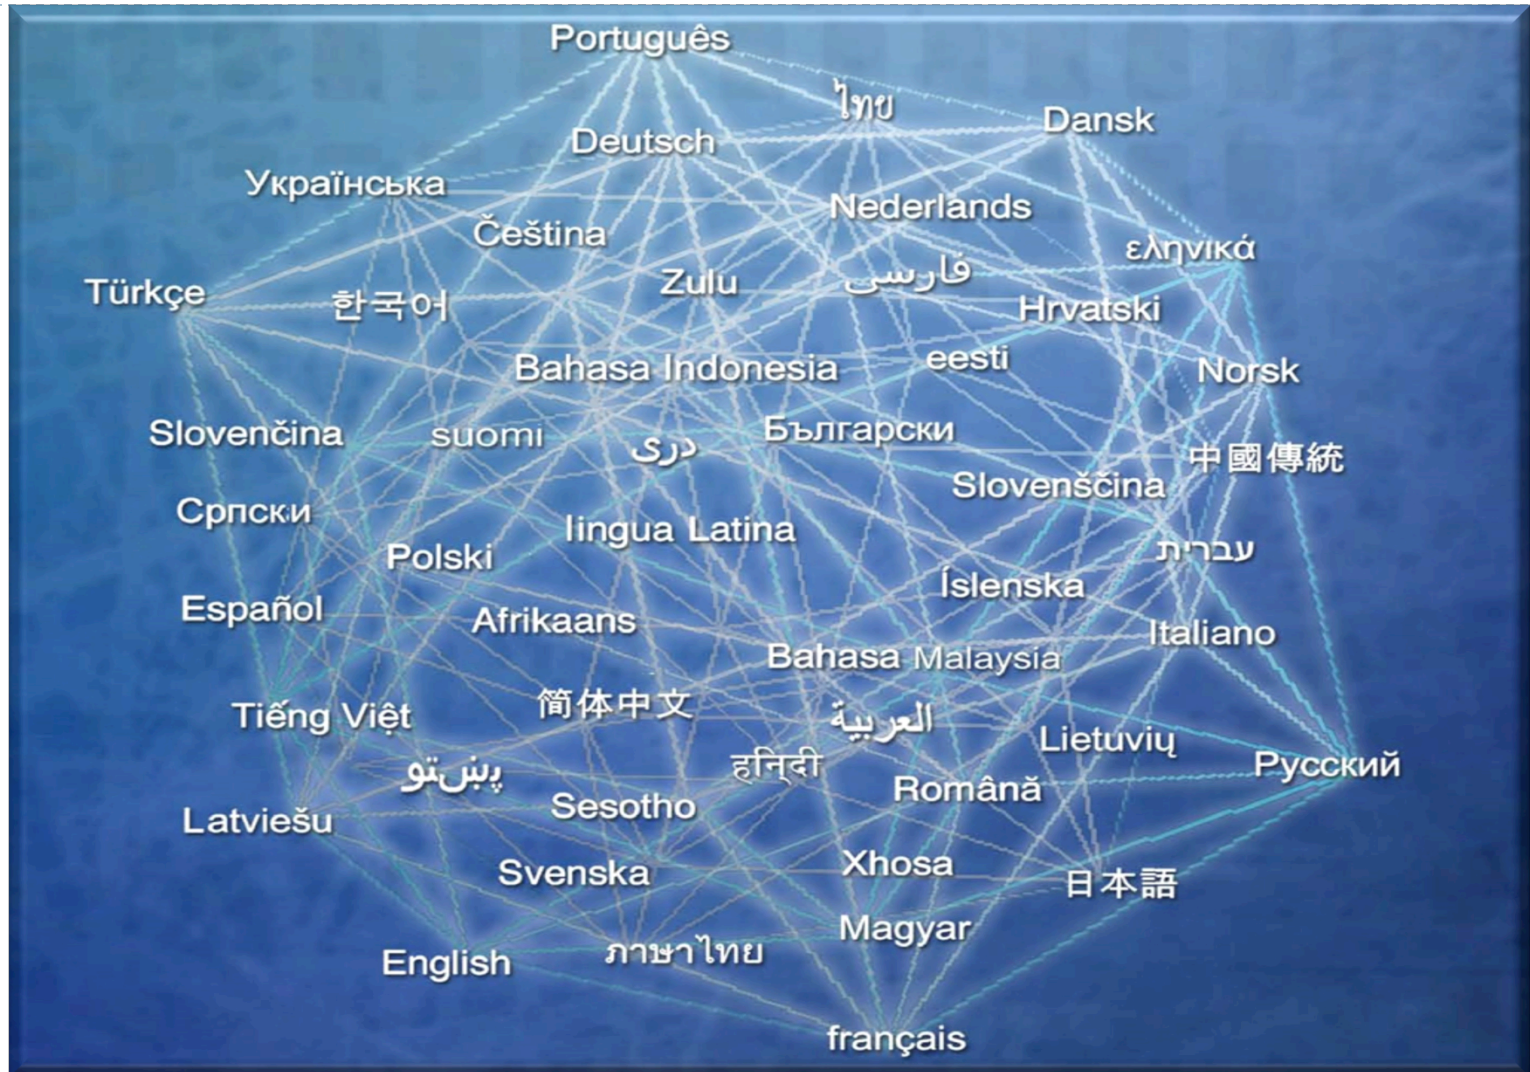 Português
ไทย
Dansk
Deutsch
Українська
Nederlands
Čeština
εληνικά
فارسی
Zulu
Türkçe
한국어
Hrvatski
eesti
Bahasa Indonesia
Norsk
Slovenčina
suomi
دری
Български
中國傳統
Slovenščina
Српски
lingua Latina
עברית
Polski
Íslenska
Español
Afrikaans
Italiano
Bahasa Malaysia
简体中文
Tiếng Việt
العربية
Lietuvių
हिन्दी
Русский
پښتو
Română
Sesotho
Latviešu
Xhosa
Svenska
日本語
Magyar
ภาษาไทย
English
français